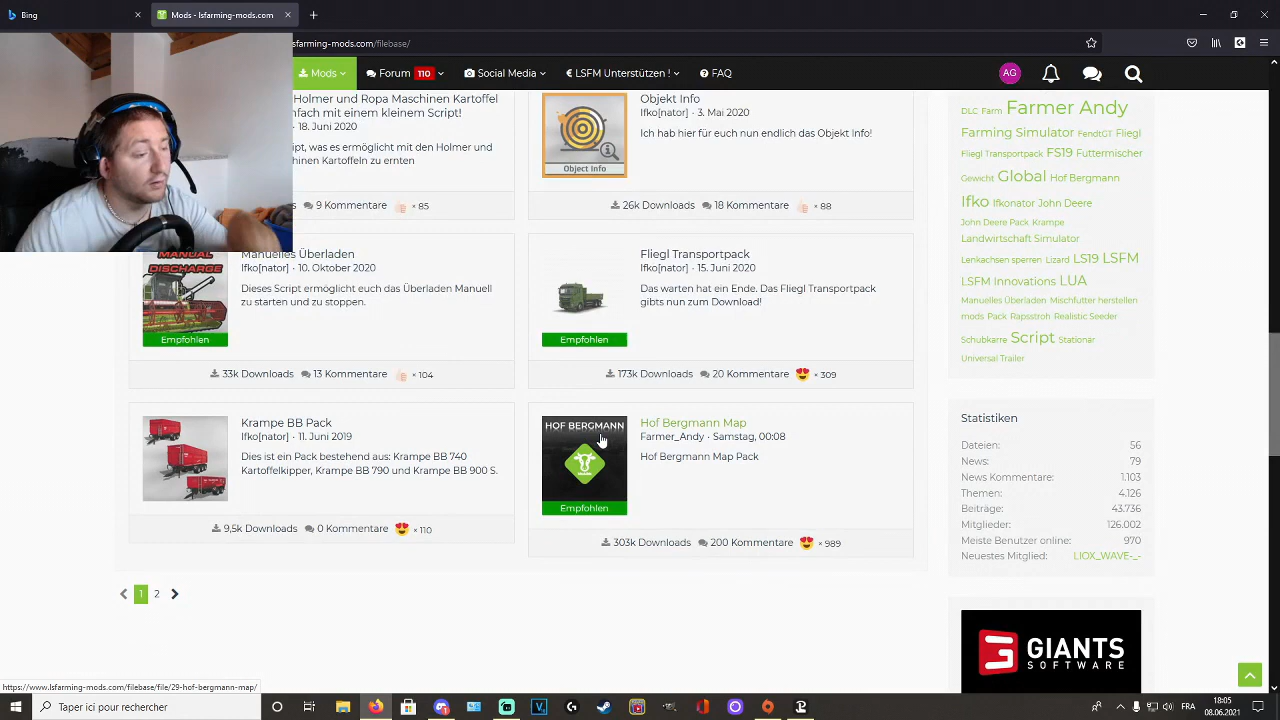 Bing
lsfarming-mods.com
lsfarming-mods.com/filebase/
Mods
Forum 110
Social Media
LSFM Unterstützen !
FAQ
AG
Holmer und Ropa Maschinen Kartoffel
infach mit einem kleinem Script!
18. Juni 2020
pt, was es ermöglicht mit den Holmer und
hinen Kartoffeln zu ernten
9 Kommentare × 85
Object Info
Objekt Info
Ifko[nator] · 3. Mai 2020
Ich hab hier für euch nun endlich das Objekt Info!
26k Downloads 18 Kommentare × 88
MANUAL
DISCHARGE
Empfohlen
Manuelles Überladen
Ifko[nator] · 10. Oktober 2020
Dieses Script ermöglicht euch das Überladen Manuell
zu starten und zu stoppen.
33k Downloads 13 Kommentare × 104
Empfohlen
Fliegl Transportpack
Ifko[nator] · 15. Juni 2020
Das warten hat ein Ende. Das Fliegl Transportpack
gibts nun zum Download!
173k Downloads 20 Kommentare × 309
Krampe BB Pack
Ifko[nator] · 11. Juni 2019
Dies ist ein Pack bestehend aus: Krampe BB 740
Kartoffelkipper, Krampe BB 790 und Krampe BB 900 S.
9,5k Downloads 0 Kommentare × 110
HOF BERGMANN
Empfohlen
Hof Bergmann Map
Farmer_Andy · Samstag, 00:08
Hof Bergmann Map Pack
303k Downloads 200 Kommentare × 989
1 2
DLC Farm Farmer Andy
Farming Simulator FendtGT Fliegl
Fliegl Transportpack FS19 Futtermischer
Gewicht Global Hof Bergmann
Ifko Ifkonator John Deere
John Deere Pack Krampe
Landwirtschaft Simulator
Lenkachsen sperren Lizard LS19 LSFM
LSFM Innovations LUA
Manuelles Überladen Mischfutter herstellen
mods Pack Rapsstroh Realistic Seeder
Schubkarre Script Stationär
Universal Trailer
Statistiken
Dateien: 56
News: 79
News Kommentare: 1.103
Themen: 4.126
Beiträge: 43.736
Mitglieder: 126.002
Meiste Benutzer online: 970
Neuestes Mitglied: LIOX_WAVE-_-
GIANTS
SOFTWARE
https://www.lsfarming-mods.com/filebase/file/29-hof-bergmann-map/
Taper ici pour rechercher
FRA
18:05
08.06.2021